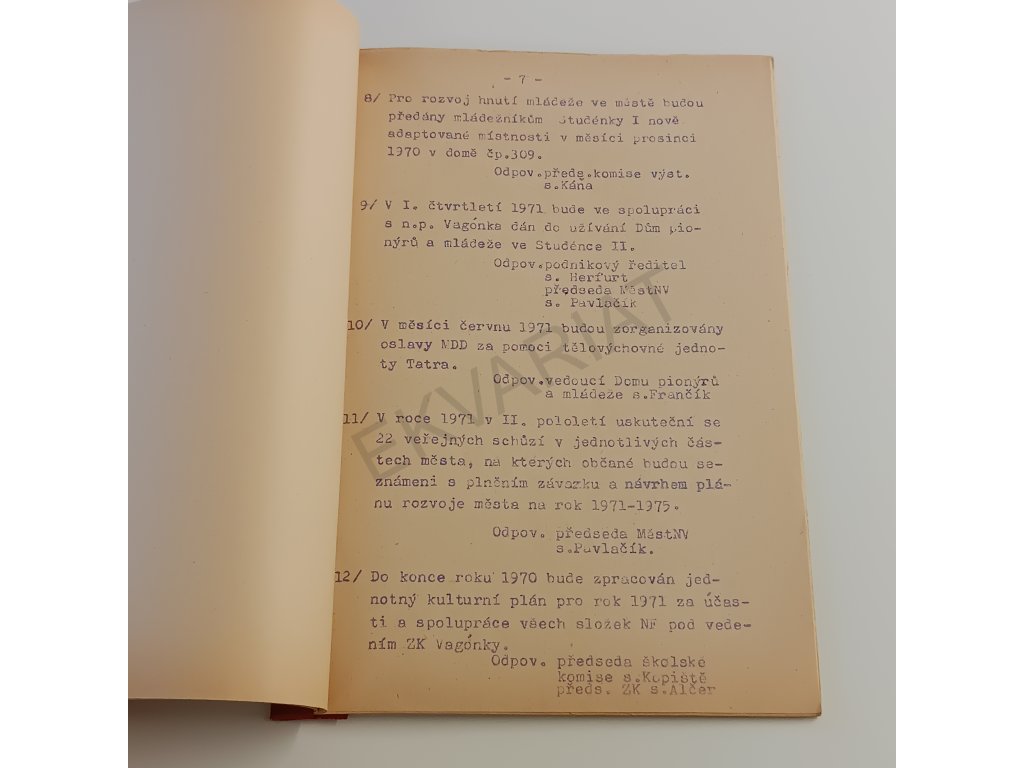 - 7 -
8/ Pro rozvoj hnutí mládeže ve městě budou
předány mládežníkům Studénky I nově
adaptované místnosti v měsíci prosinci
1970 v domě čp.309.
Odpov.předs.komise výst.
s.Káňa
9/ V I. čtvrtletí 1971 bude ve spolupráci
s n.p. Vagónka dán do užívání Dům pio-
nýrů a mládeže ve Studénce II.
Odpov.podnikový ředitel
s. Herfurt
předseda MěstNV
s. Pavlačík
10/ V měsíci červnu 1971 budou zorganizovány
oslavy MDD za pomoci tělovýchovné jedno-
ty Tatra.
Odpov.vedoucí Domu pionýrů
a mládeže s.Frančík
11/ V roce 1971 v II. pololetí uskuteční se
22 veřejných schůzí v jednotlivých čás-
tech města, na kterých občané budou se-
známeni s plněním závazku a návrhem plá-
nu rozvoje města na rok 1971-1975.
Odpov. předseda MěstNV
s.Pavlačík.
12/ Do konce roku 1970 bude zpracován jed-
notný kulturní plán pro rok 1971 za účas-
ti a spolupráce všech složek NF pod vede-
ním ZK Vagónky.
Odpov. předseda školské
komise s.Kopiště
předs. ZK s.Alčer
EKVARIAT